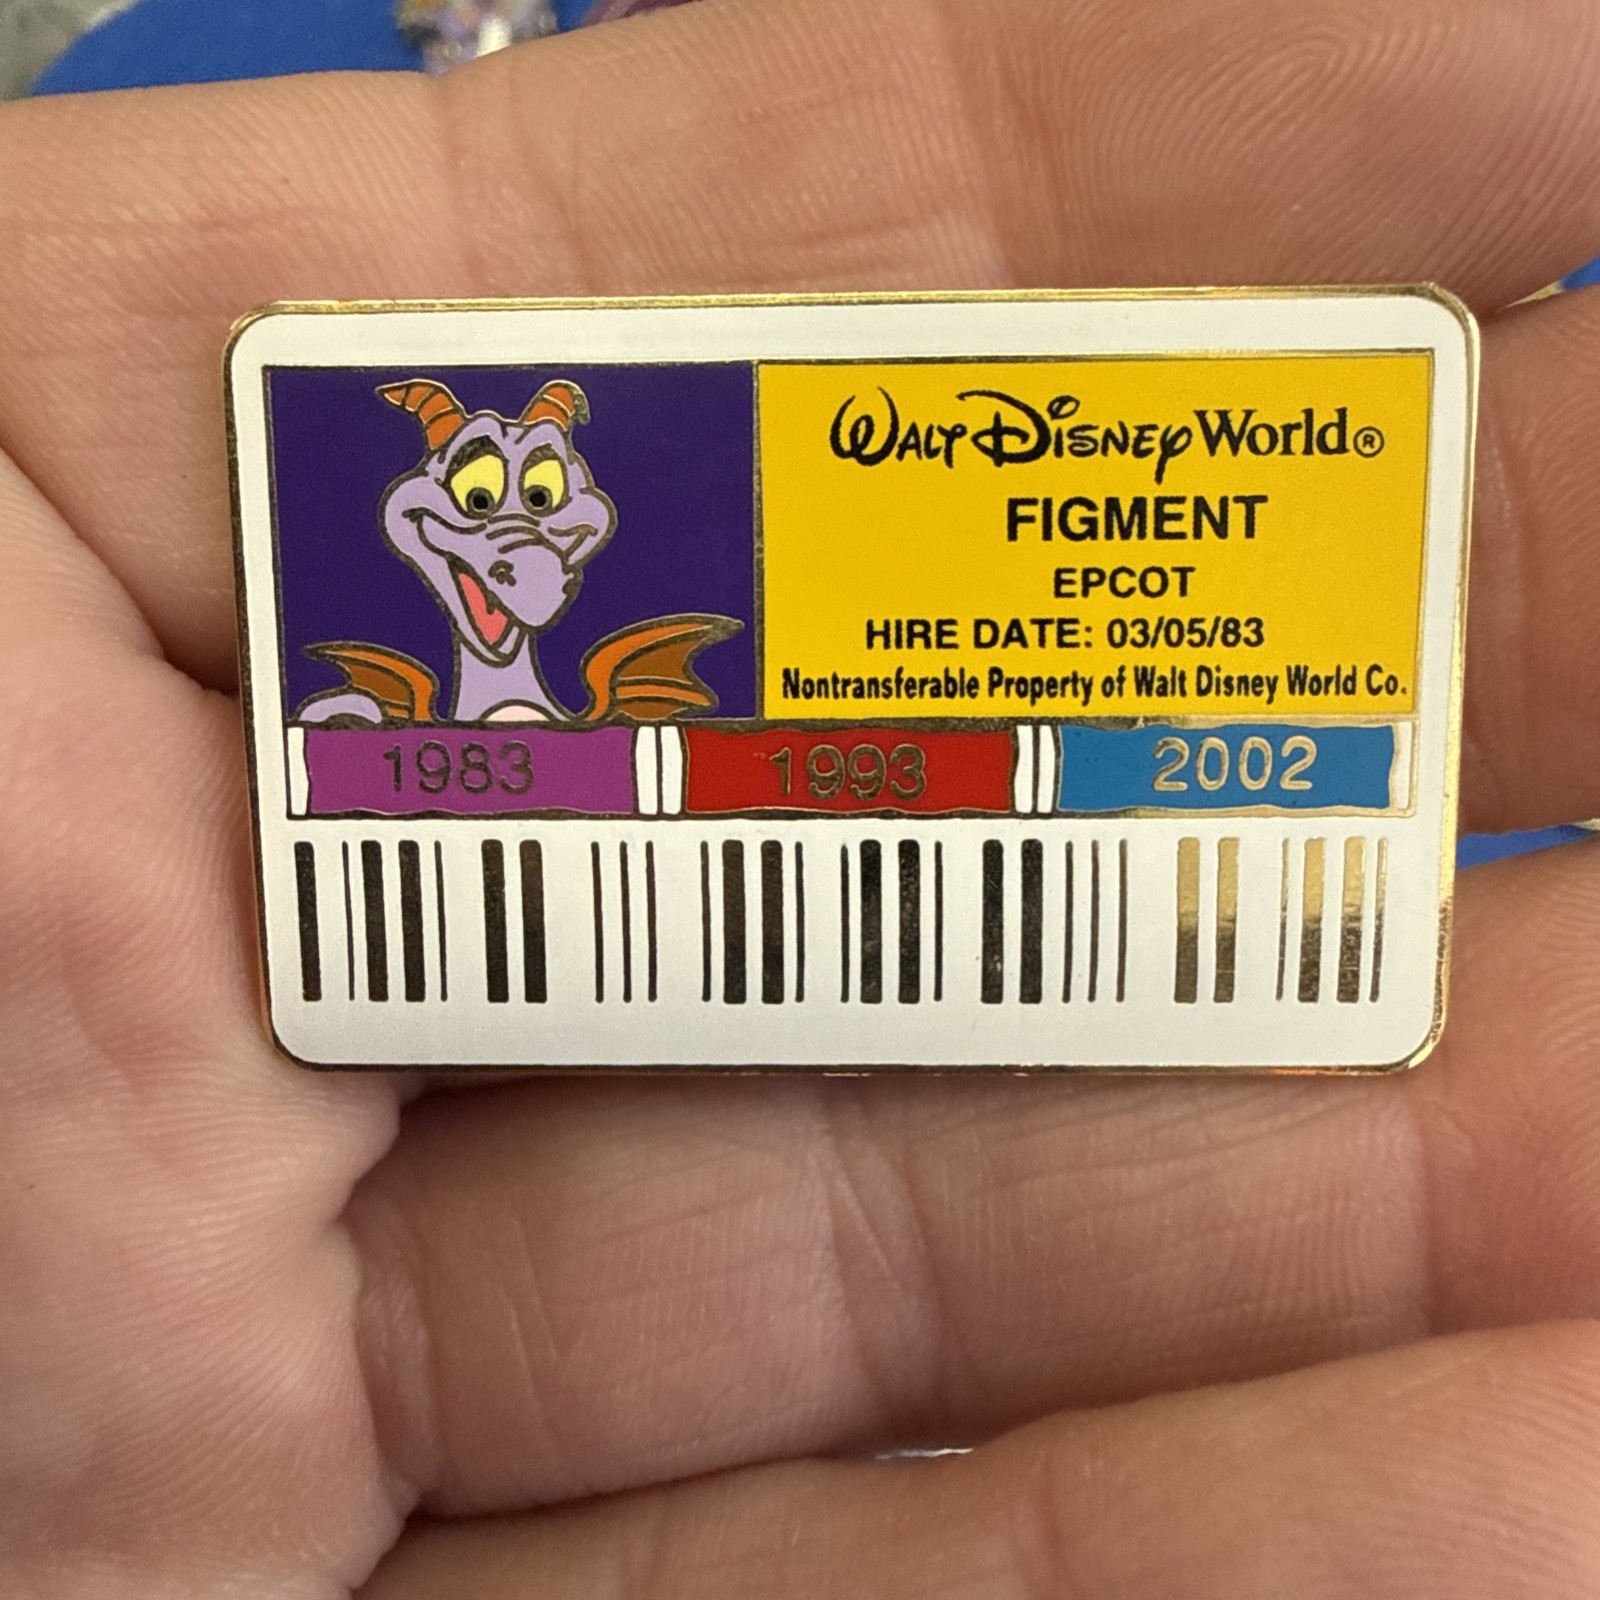 WALT DISNEY World®
FIGMENT
EPCOT
HIRE DATE: 03/05/83
Nontransferable Property of Walt Disney World Co.
1983 1993 2002